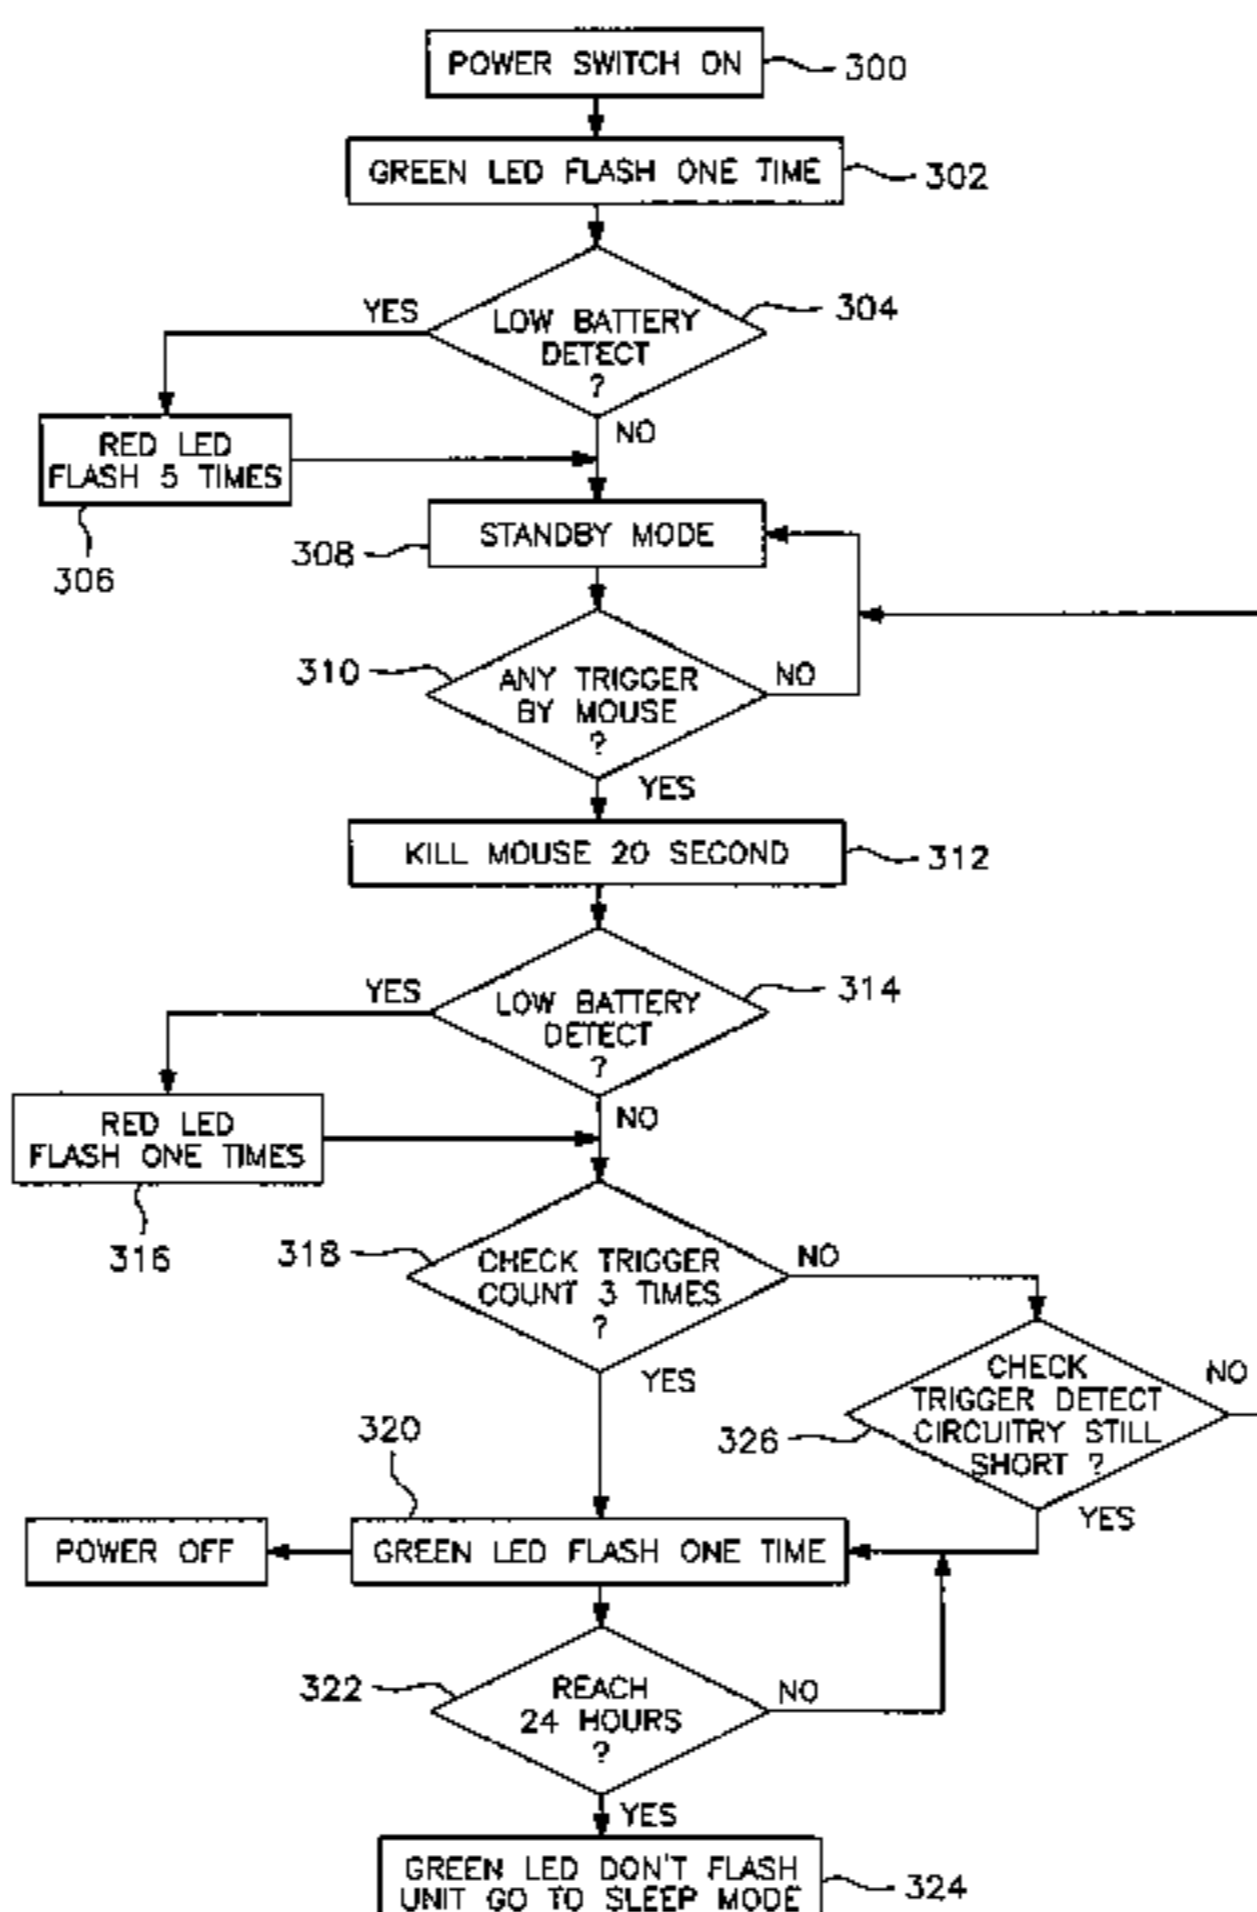 POWER SWITCH ON
300
GREEN LED FLASH ONE TIME
302
YES
LOW BATTERY
DETECT
?
304
NO
RED LED
FLASH 5 TIMES
306
STANDBY MODE
308
310
ANY TRIGGER
BY MOUSE
?
NO
YES
KILL MOUSE 20 SECOND
312
YES
LOW BATTERY
DETECT
?
314
NO
RED LED
FLASH ONE TIMES
316
318
CHECK TRIGGER
COUNT 3 TIMES
?
NO
YES
CHECK
TRIGGER DETECT
CIRCUITRY STILL
SHORT ?
NO
326
YES
320
POWER OFF
GREEN LED FLASH ONE TIME
322
REACH
24 HOURS
?
NO
YES
GREEN LED DON'T FLASH
UNIT GO TO SLEEP MODE
324